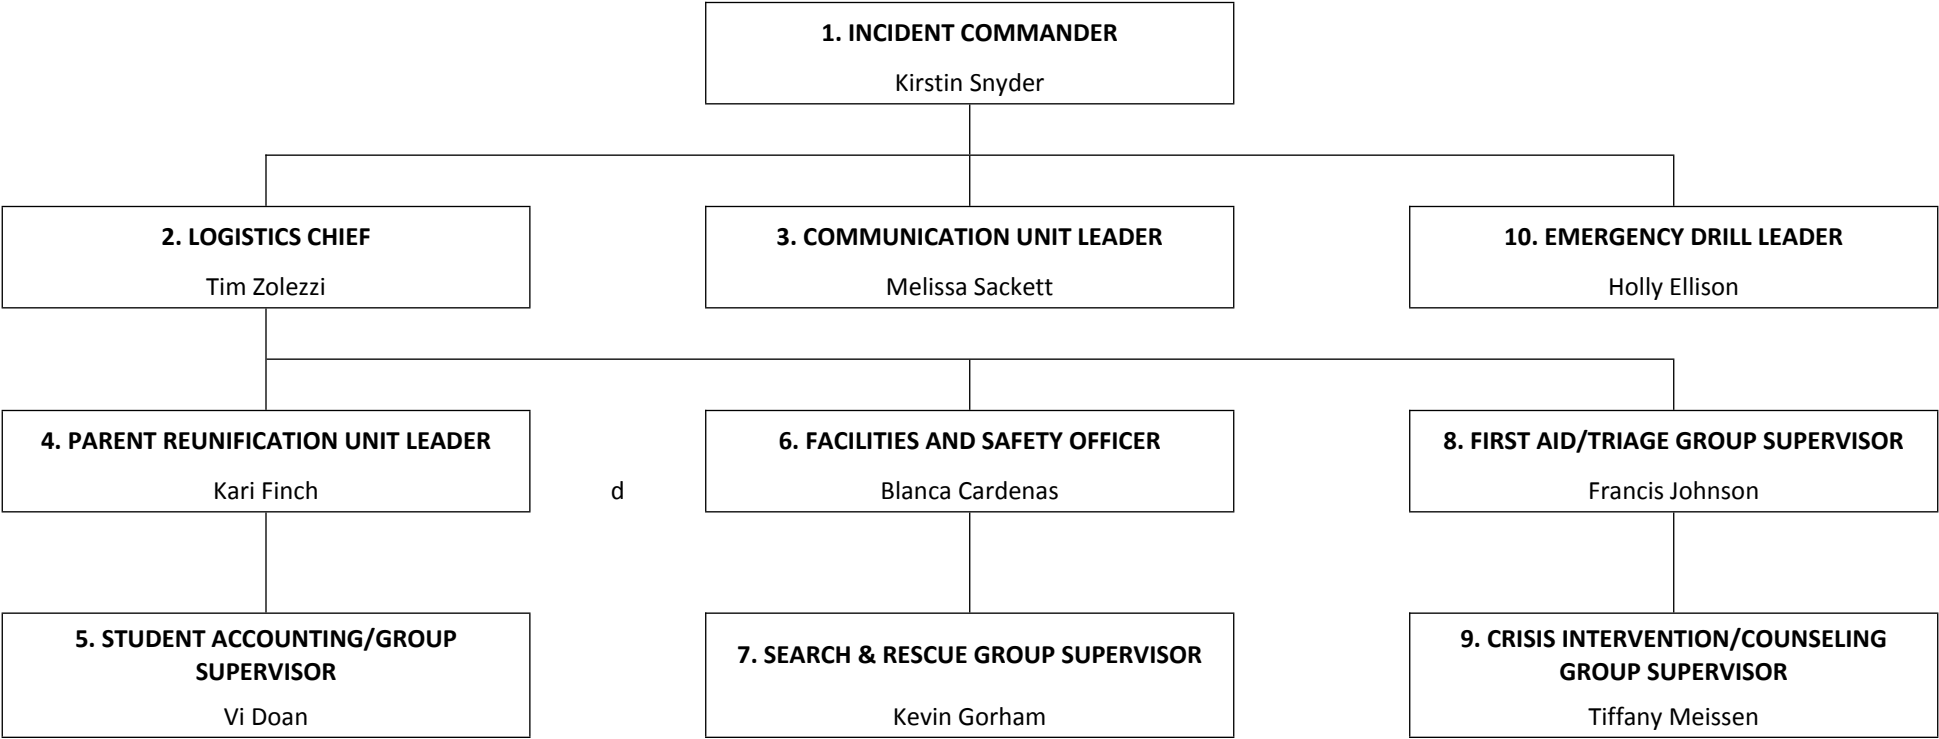 1. INCIDENT COMMANDER
Kirstin Snyder
2. LOGISTICS CHIEF
Tim Zolezzi
3. COMMUNICATION UNIT LEADER
Melissa Sackett
10. EMERGENCY DRILL LEADER
Holly Ellison
4. PARENT REUNIFICATION UNIT LEADER
Kari Finch
d
6. FACILITIES AND SAFETY OFFICER
Blanca Cardenas
8. FIRST AID/TRIAGE GROUP SUPERVISOR
Francis Johnson
5. STUDENT ACCOUNTING/GROUP
SUPERVISOR
Vi Doan
7. SEARCH & RESCUE GROUP SUPERVISOR
Kevin Gorham
9. CRISIS INTERVENTION/COUNSELING
GROUP SUPERVISOR
Tiffany Meissen